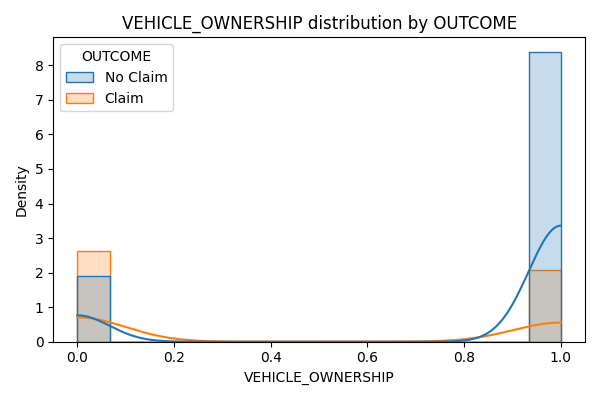 VEHICLE_OWNERSHIP distribution by OUTCOME
OUTCOME
No Claim
Claim
Density
8
7
6
5
4
3
2
1
0
0.0 0.2 0.4 0.6 0.8 1.0
VEHICLE_OWNERSHIP